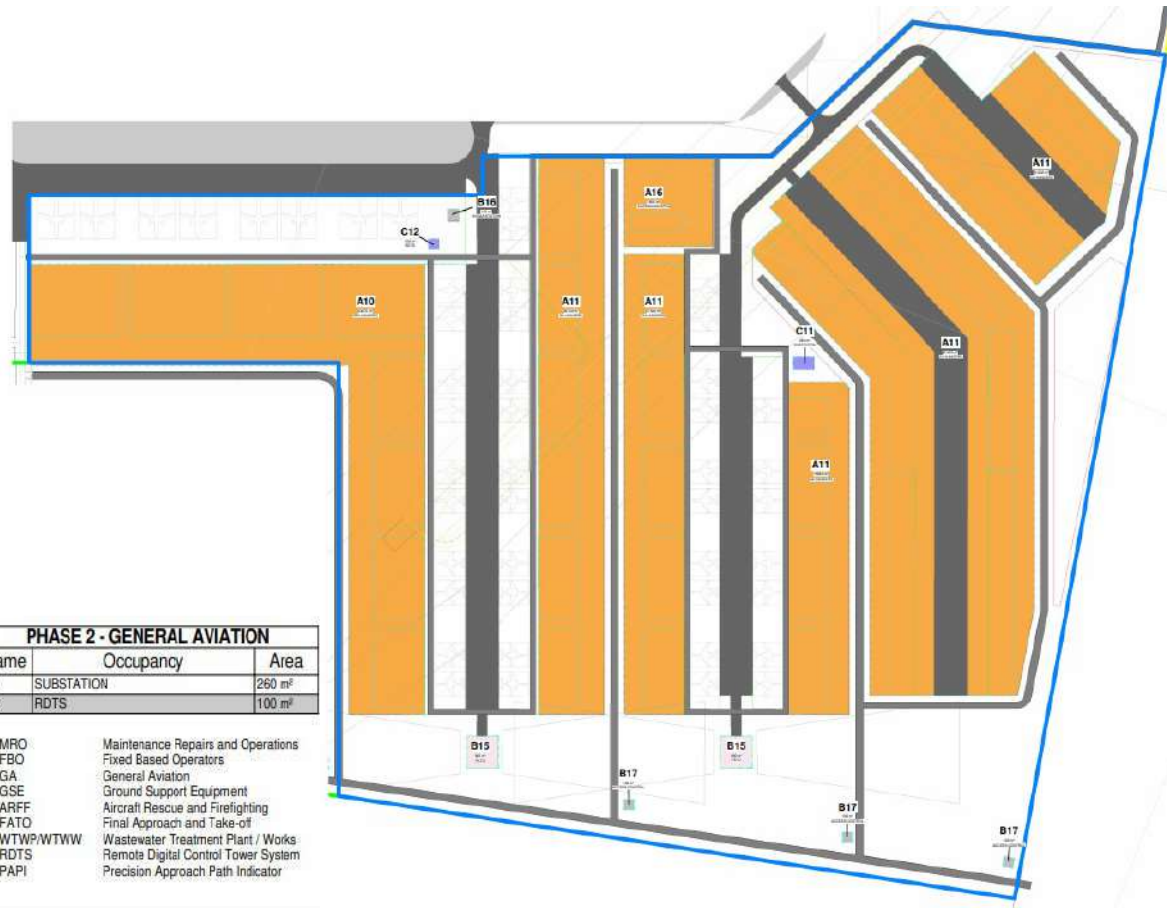 A16
B16
C12
A11
A10
A11
A11
C11
A11
A11
B15
B15
B17
B17
B17
PHASE 2 - GENERAL AVIATION
ame Occupancy Area
SUBSTATION 260 m²
RDTS 100 m²
MRO Maintenance Repairs and Operations
FBO Fixed Based Operators
GA General Aviation
GSE Ground Support Equipment
ARFF Aircraft Rescue and Firefighting
FATO Final Approach and Take-off
WTWP/WTWW Wastewater Treatment Plant / Works
RDTS Remote Digital Control Tower System
PAPI Precision Approach Path Indicator